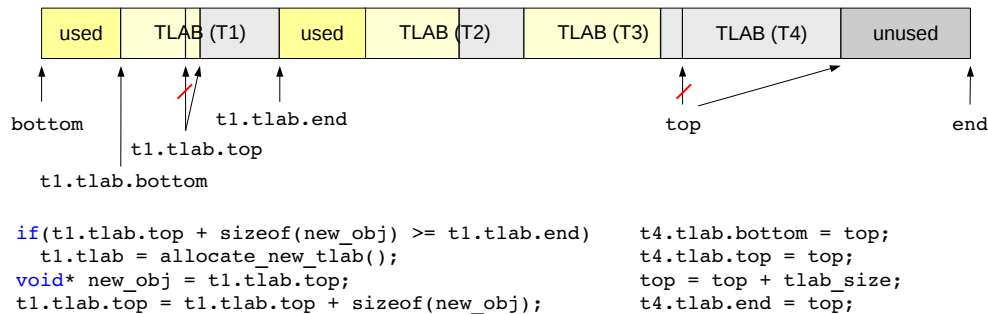 used TLAB (T1) used TLAB (T2) TLAB (T3) TLAB (T4) unused
bottom t1.tlab.end top end
t1.tlab.top
t1.tlab.bottom
if(t1.tlab.top + sizeof(new_obj) >= t1.tlab.end)
t1.tlab = allocate_new_tlab();
void* new_obj = t1.tlab.top;
t1.tlab.top = t1.tlab.top + sizeof(new_obj);
t4.tlab.bottom = top;
t4.tlab.top = top;
top = top + tlab_size;
t4.tlab.end = top;